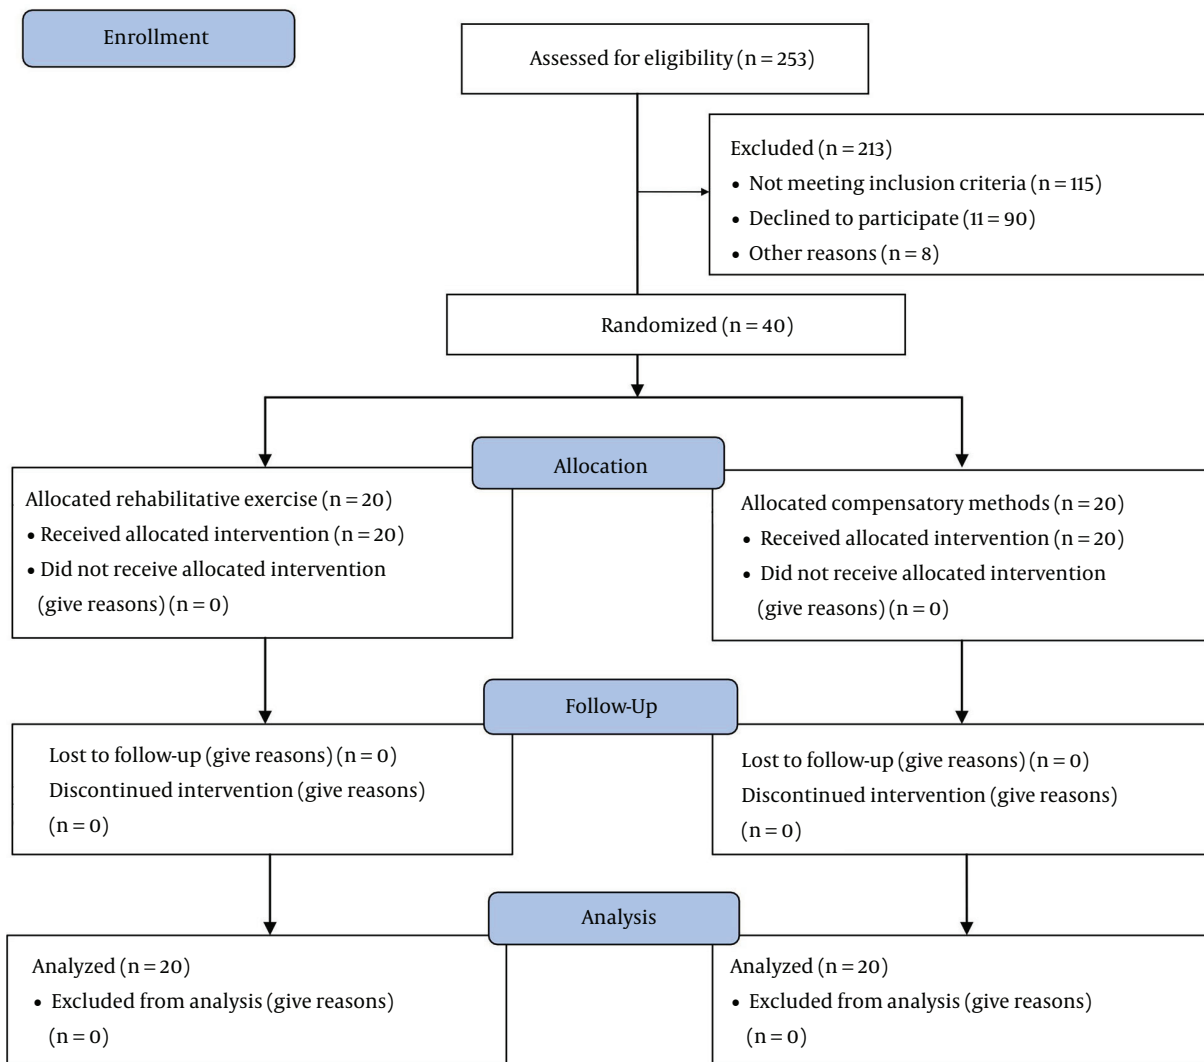 Enrollment
Assessed for eligibility (n = 253)
Excluded (n = 213)
• Not meeting inclusion criteria (n = 115)
• Declined to participate (11 = 90)
• Other reasons (n = 8)
Randomized (n = 40)
Allocation
Allocated rehabilitative exercise (n = 20)
• Received allocated intervention (n = 20)
• Did not receive allocated intervention
(give reasons) (n = 0)
Allocated compensatory methods (n = 20)
• Received allocated intervention (n = 20)
• Did not receive allocated intervention
(give reasons) (n = 0)
Follow-Up
Lost to follow-up (give reasons) (n = 0)
Discontinued intervention (give reasons)
(n = 0)
Lost to follow-up (give reasons) (n = 0)
Discontinued intervention (give reasons)
(n = 0)
Analysis
Analyzed (n = 20)
• Excluded from analysis (give reasons)
(n = 0)
Analyzed (n = 20)
• Excluded from analysis (give reasons)
(n = 0)